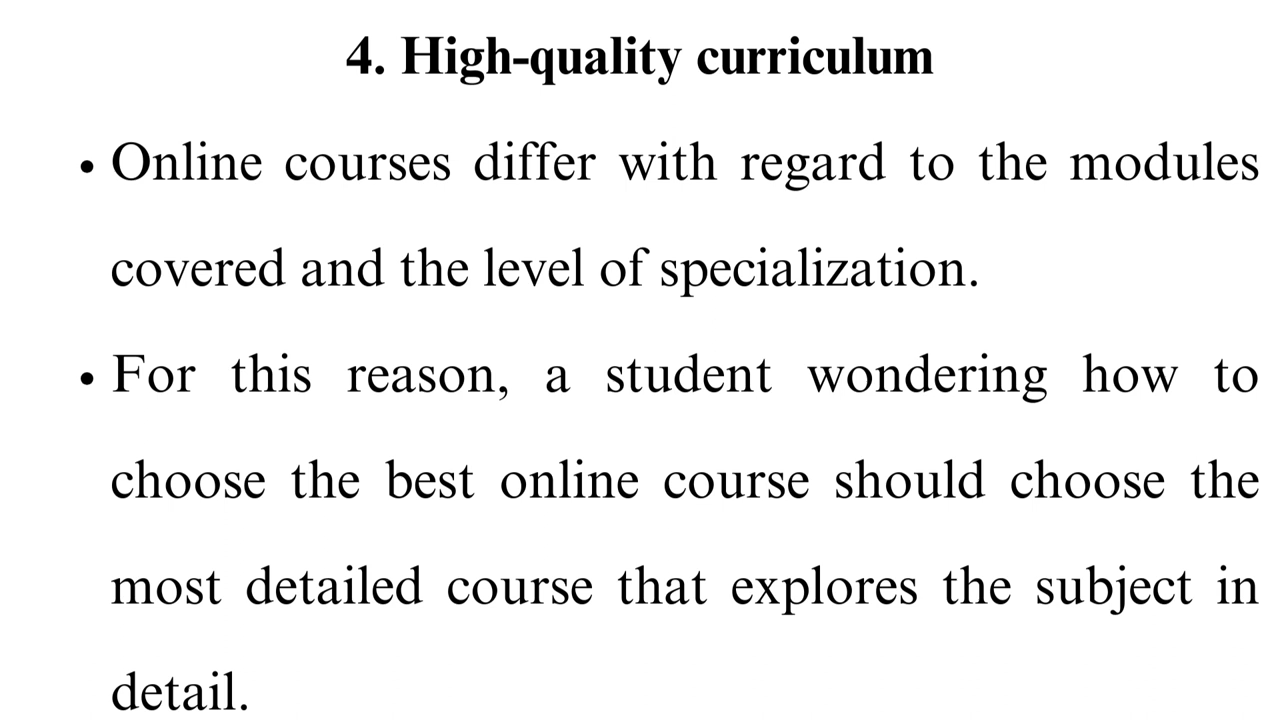 4. High-quality curriculum
• Online courses differ with regard to the modules
covered and the level of specialization.
• For this reason, a student wondering how to
choose the best online course should choose the
most detailed course that explores the subject in
detail.